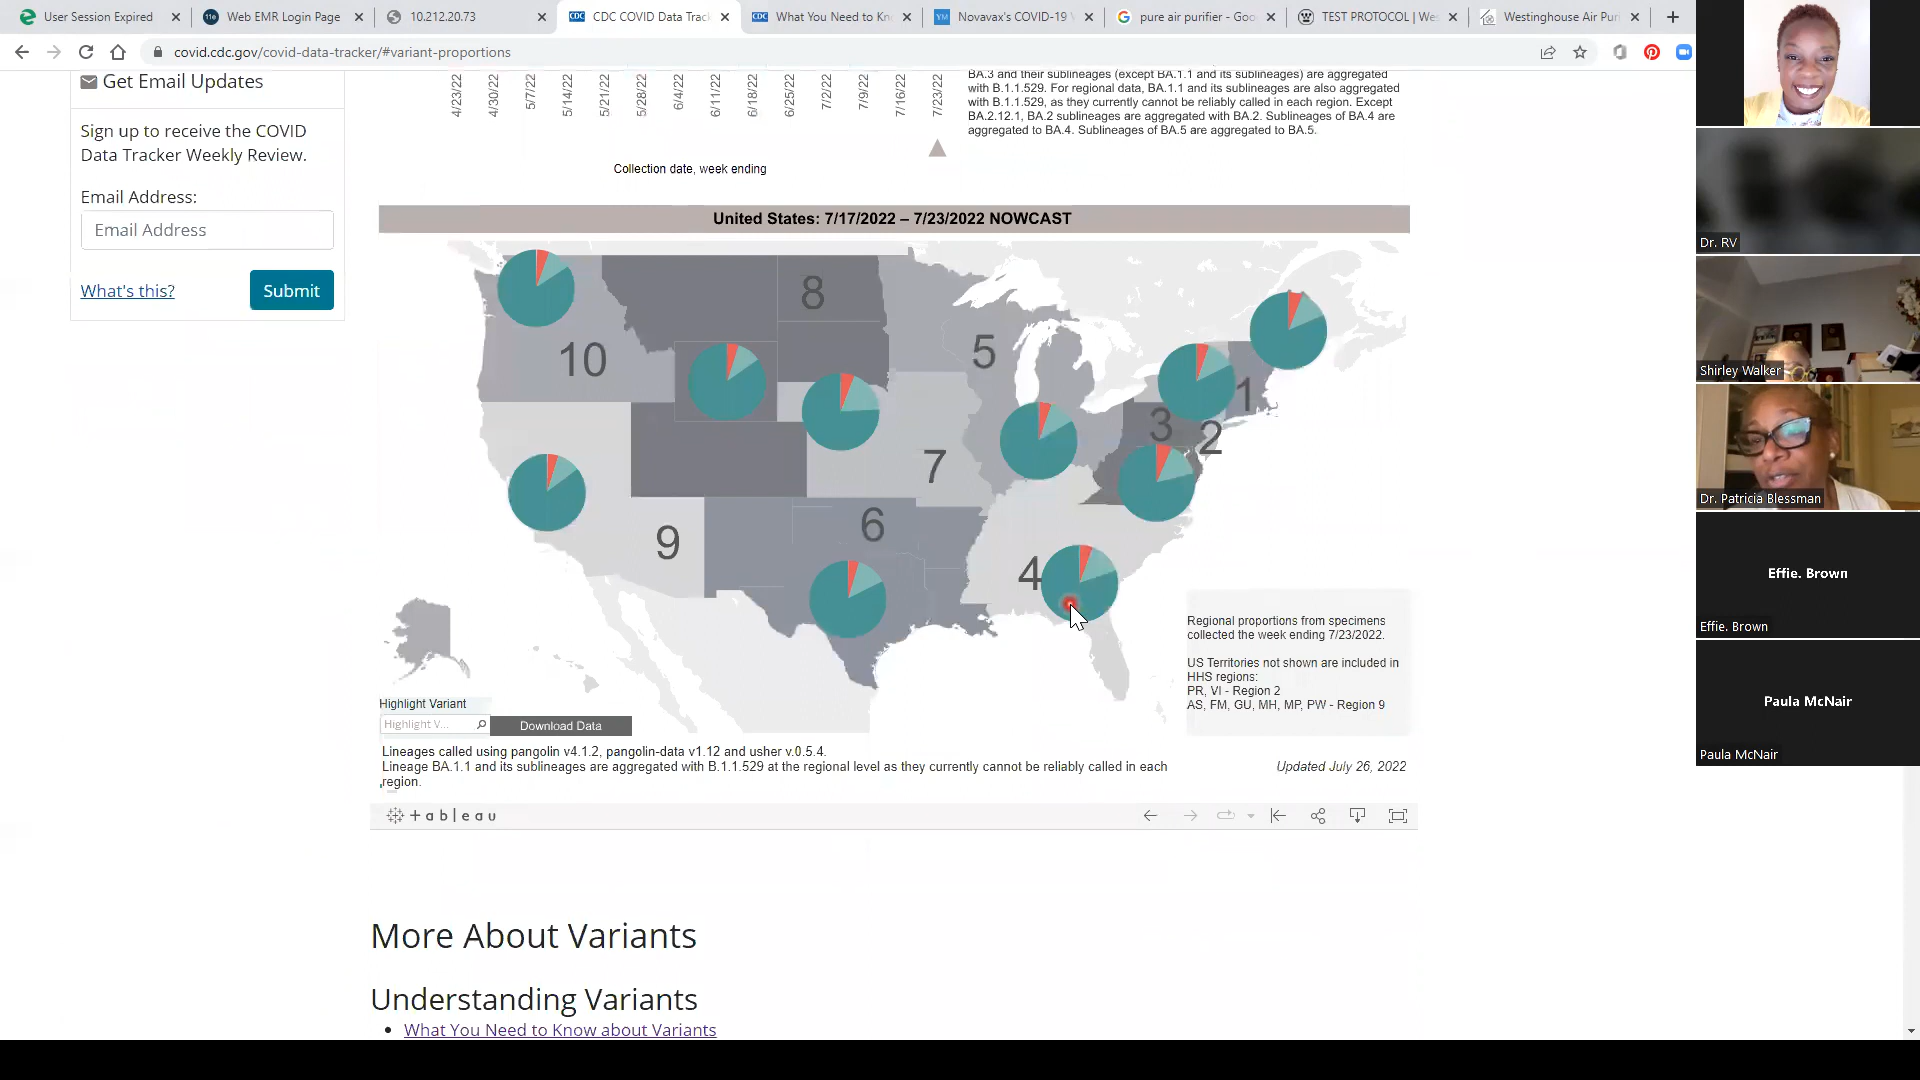 User Session Expired
Web EMR Login Page
10.212.20.73
CDC COVID Data Trac
What You Need to Kn
Novavax's COVID-19
pure air purifier - Goo
TEST PROTOCOL | Wes
Westinghouse Air Pur
covid.cdc.gov/covid-data-tracker/#variant-proportions
Get Email Updates
Sign up to receive the COVID
Data Tracker Weekly Review.
Email Address:
Email Address
What's this?
Submit
4/23/22
4/30/22
5/7/22
5/14/22
5/21/22
5/28/22
6/4/22
6/11/22
6/18/22
6/25/22
7/2/22
7/9/22
7/16/22
7/23/22
Collection date, week ending
BA.3 and their sublineages (except BA.1.1 and its sublineages) are aggregated
with B.1.1.529. For regional data, BA.1.1 and its sublineages are also aggregated
with B.1.1.529, as they currently cannot be reliably called in each region. Except
BA.2.12.1, BA.2 sublineages are aggregated with BA.2. Sublineages of BA.4 are
aggregated to BA.4. Sublineages of BA.5 are aggregated to BA.5.
United States: 7/17/2022 – 7/23/2022 NOWCAST
8
10
5
1
3
2
7
6
9
4
Regional proportions from specimens
collected the week ending 7/23/2022.
US Territories not shown are included in
HHS regions:
PR, VI - Region 2
AS, FM, GU, MH, MP, PW - Region 9
Highlight Variant
Highlight V...
Download Data
Lineages called using pangolin v4.1.2, pangolin-data v1.12 and usher v.0.5.4.
Lineage BA.1.1 and its sublineages are aggregated with B.1.1.529 at the regional level as they currently cannot be reliably called in each
region.
Updated July 26, 2022
+ a b l e a u
More About Variants
Understanding Variants
What You Need to Know about Variants
Dr. RV
Shirley Walker
Dr. Patricia Blessman
Effie. Brown
Effie. Brown
Paula McNair
Paula McNair